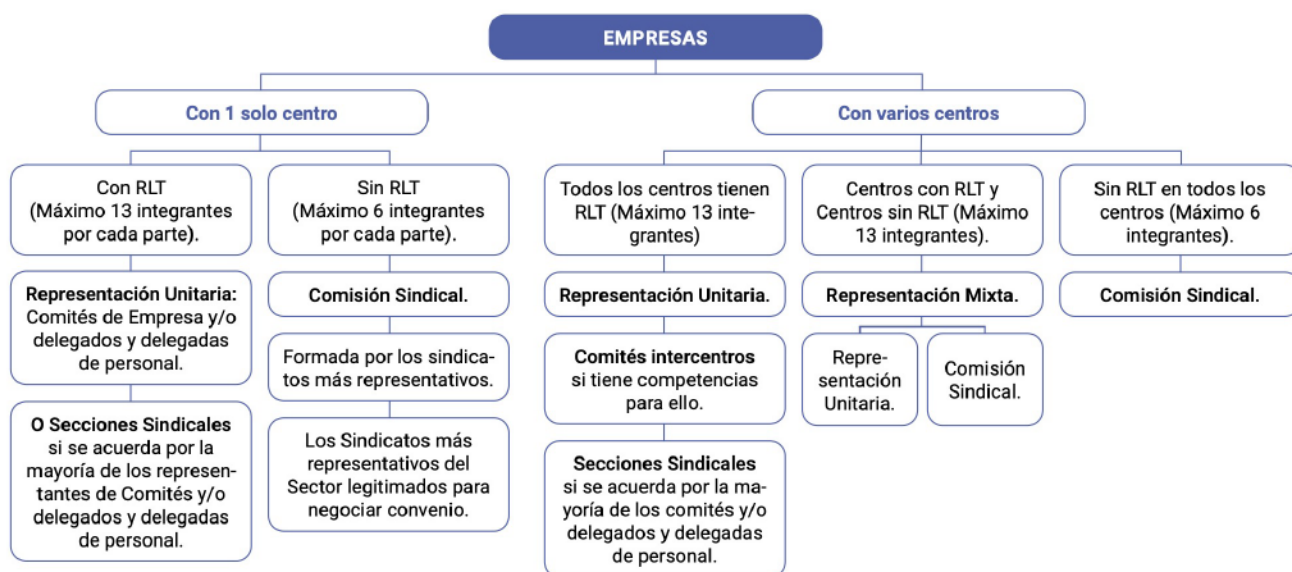 EMPRESAS
Con 1 solo centro
Con varios centros
Con RLT
(Máximo 13 integrantes
por cada parte).
Sin RLT
(Máximo 6 integrantes
por cada parte).
Todos los centros tienen
RLT (Máximo 13 inte-
grantes)
Centros con RLT y
Centros sin RLT (Máximo
13 integrantes).
Sin RLT en todos los
centros (Máximo 6
integrantes).
Representación Unitaria:
Comités de Empresa y/o
delegados y delegadas
de personal.
Comisión Sindical.
Representación Unitaria.
Representación Mixta.
Comisión Sindical.
Formada por los sindica-
tos más representativos.
Comités intercentros
si tiene competencias
para ello.
Repre-
sentación
Unitaria.
Comisión
Sindical.
O Secciones Sindicales
si se acuerda por la
mayoría de los represen-
tantes de Comités y/o
delegados y delegadas
de personal.
Los Sindicatos más
representativos del
Sector legitimados para
negociar convenio.
Secciones Sindicales
si se acuerda por la ma-
yoría de los comités y/o
delegados y delegadas
de personal.